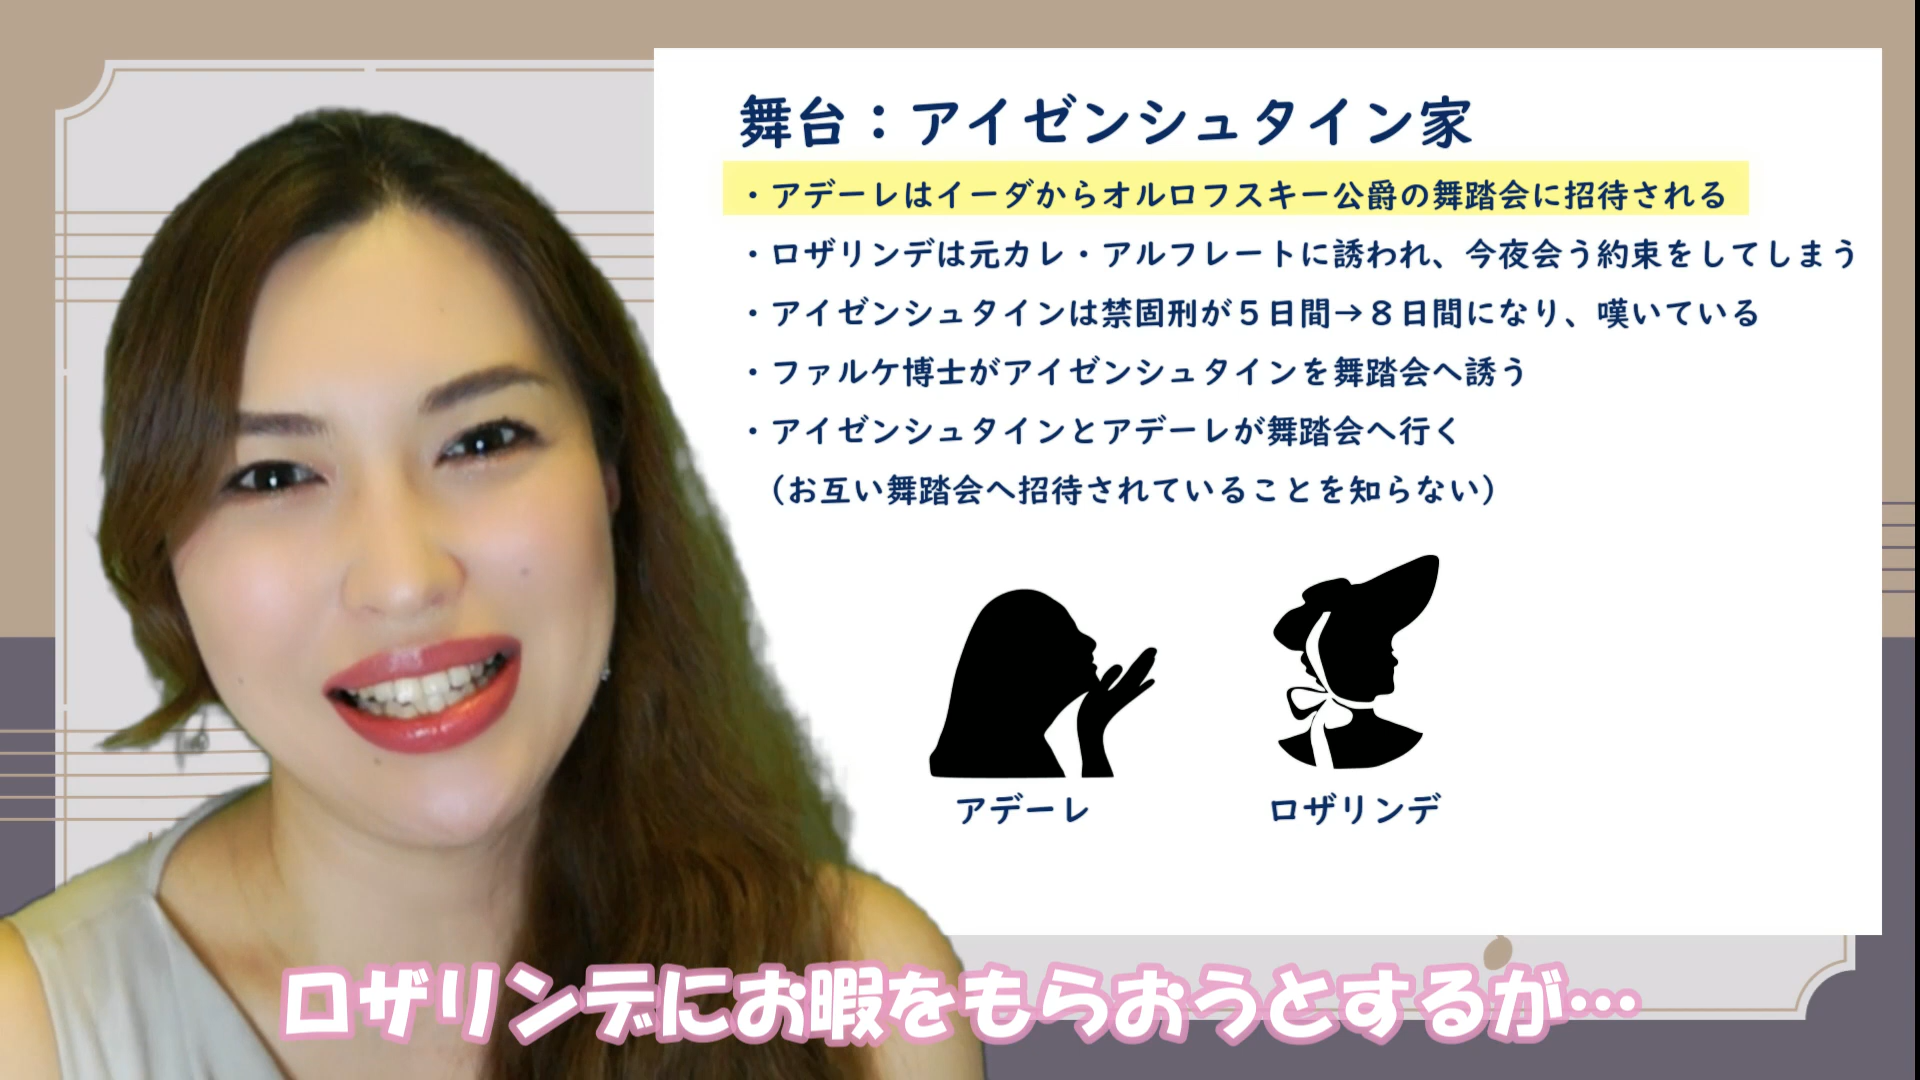 舞台：アイゼンシュタイン家
・アデーレはイーダからオルロフスキー公爵の舞踏会に招待される
・ロザリンデは元カレ・アルフレートに誘われ、今夜会う約束をしてしまう
・アイゼンシュタインは禁固刑が５日間→８日間になり、嘆いている
・ファルケ博士がアイゼンシュタインを舞踏会へ誘う
・アイゼンシュタインとアデーレが舞踏会へ行く
（お互い舞踏会へ招待されていることを知らない）
アデーレ
ロザリンデ
ロザリンデにお暇をもらおうとするが…